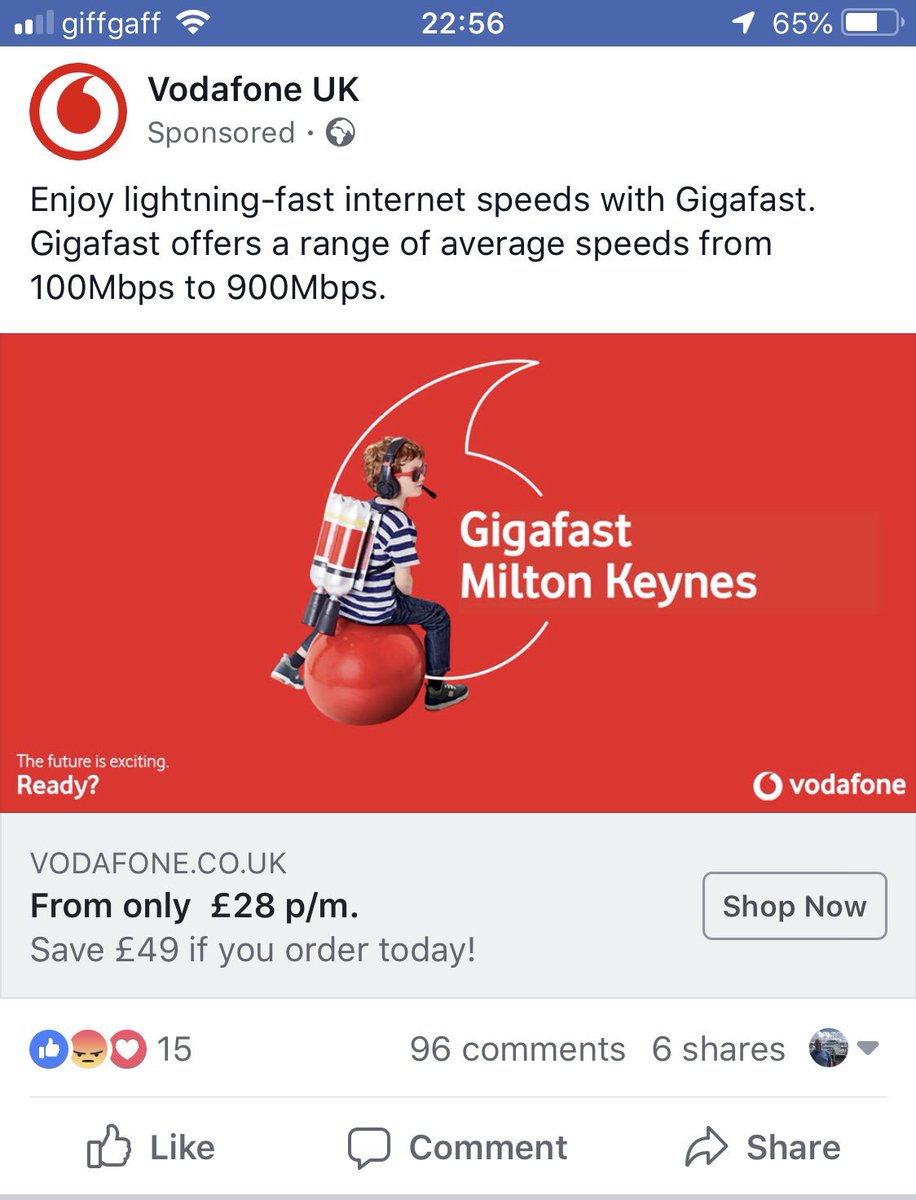 giffgaff 22:56 65%
Vodafone UK
Sponsored ·
Enjoy lightning-fast internet speeds with Gigafast.
Gigafast offers a range of average speeds from
100Mbps to 900Mbps.
Gigafast
Milton Keynes
The future is exciting.
Ready?
vodafone
VODAFONE.CO.UK
From only £28 p/m.
Save £49 if you order today!
Shop Now
15 96 comments 6 shares
Like Comment Share